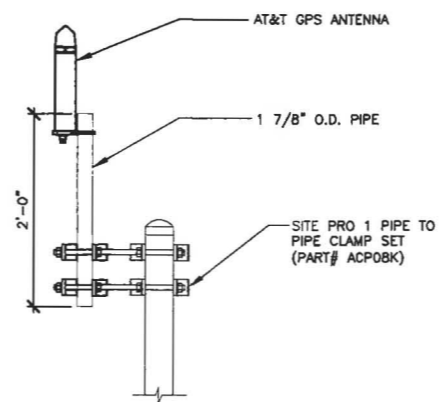 AT&T GPS ANTENNA
1 7/8" O.D. PIPE
2'-0"
SITE PRO 1 PIPE TO
PIPE CLAMP SET
(PART# ACP08K)